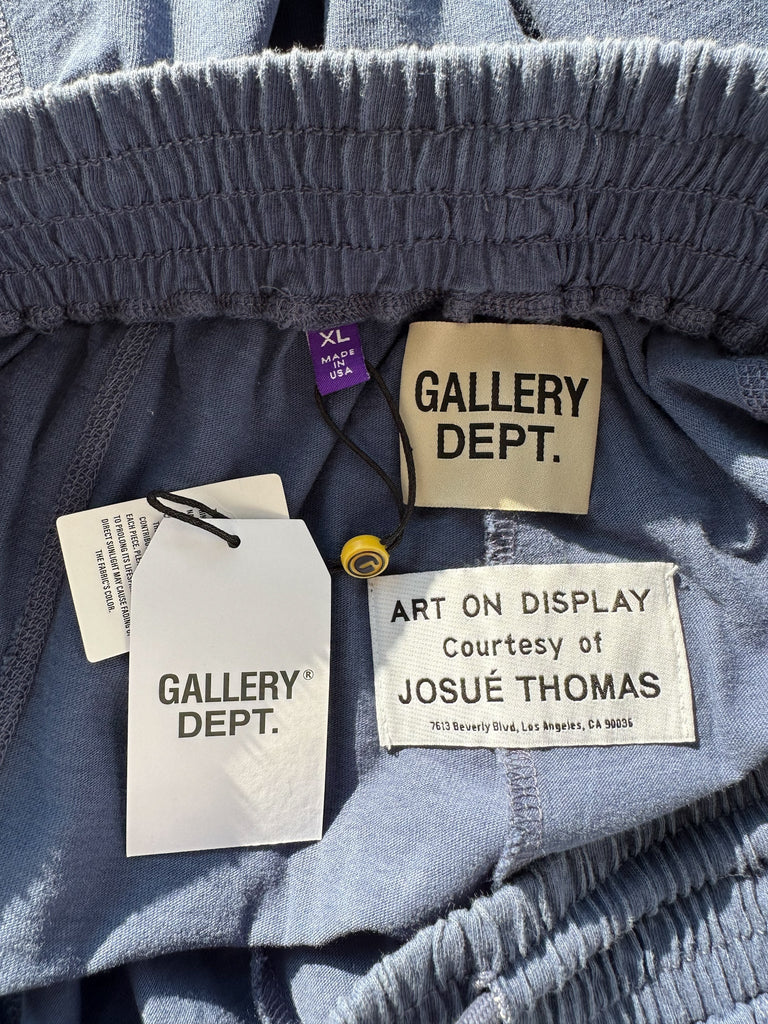 XL
MADE
IN
USA
GALLERY
DEPT.
EACH PIECE
TO PROLONG ITS
DIRECT SUNLIGHT MAY CAUSE FADING
THE FABRIC'S COLOR.
GALLERY®
DEPT.
ART ON DISPLAY
Courtesy of
JOSUÉ THOMAS
7613 Beverly Blvd, Los Angeles, CA 90036